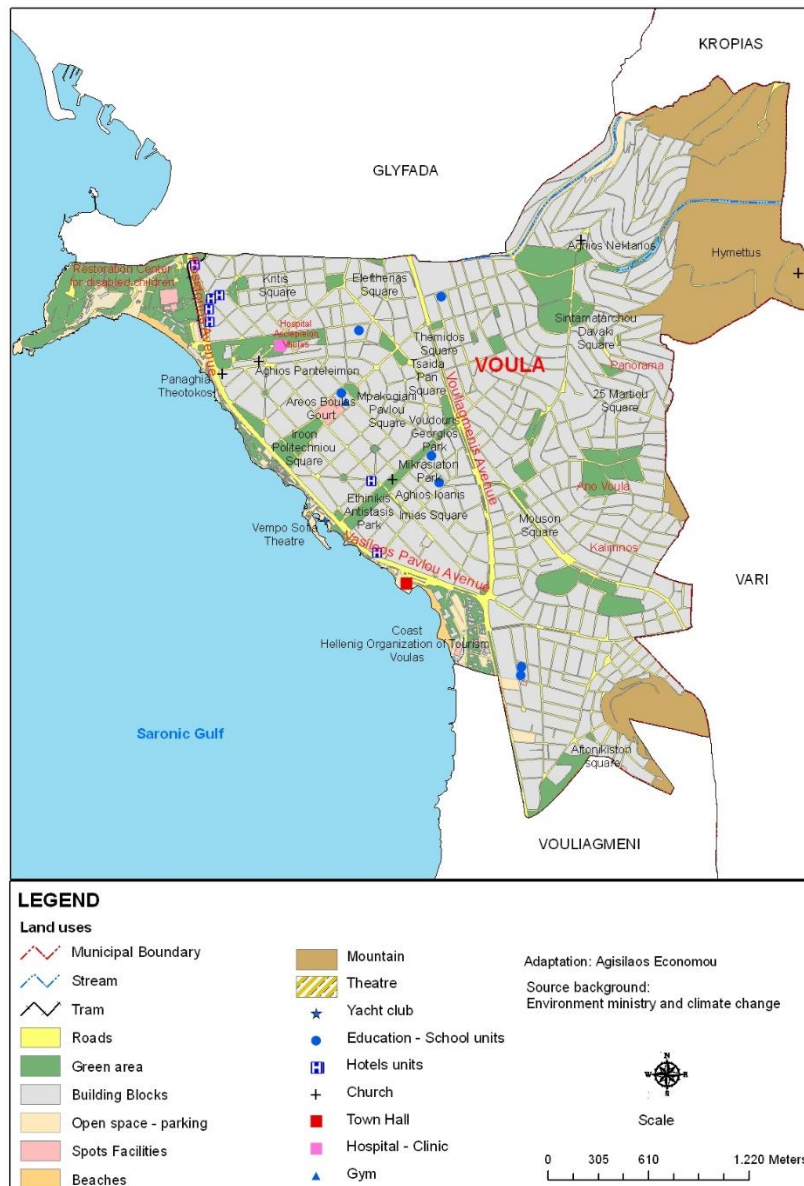 KROPIAS
GLYFADA
Aghios Nektarios
Hymettus
Restoration Center
for disabled children
Kritis
Square
Eleftherias
Square
Sintamatarchou
Davaki
Square
Hospital
Asclepieion
Voulas
Themidos
Square
Tsaida
Pan
Square
VOULA
Panorama
Panaghia
Theotokos
Aghios Panteleimon
25 Martiou
Square
Areos Boulas
Gourt
Mpakogiani
Pavlou
Square
Vouliagmenis Avenue
Voudouri
Georgios
Park
Iroon
Politechniou
Square
Mikrasiaton
Park
Ano Voula
Aghios Ioanis
Ethinikis
Antistasis
Park
Imias Square
Mouson
Square
Vempo Sofia
Theatre
Vasilaos Pavlou Avenue
Kalimnos
VARI
Coast
Hellenig Organization of Tourism
Voulas
Saronic Gulf
Aftonikiston
square
VOULIAGMENI
LEGEND
Land uses
Municipal Boundary
Stream
Tram
Roads
Green area
Building Blocks
Open space - parking
Spots Facilities
Beaches
Mountain
Theatre
Yacht club
Education - School units
Hotels units
Church
Town Hall
Hospital - Clinic
Gym
Adaptation: Agisilaos Economou
Source background:
Environment ministry and climate change
N
W E
S
Scale
0 305 610 1.220 Meters